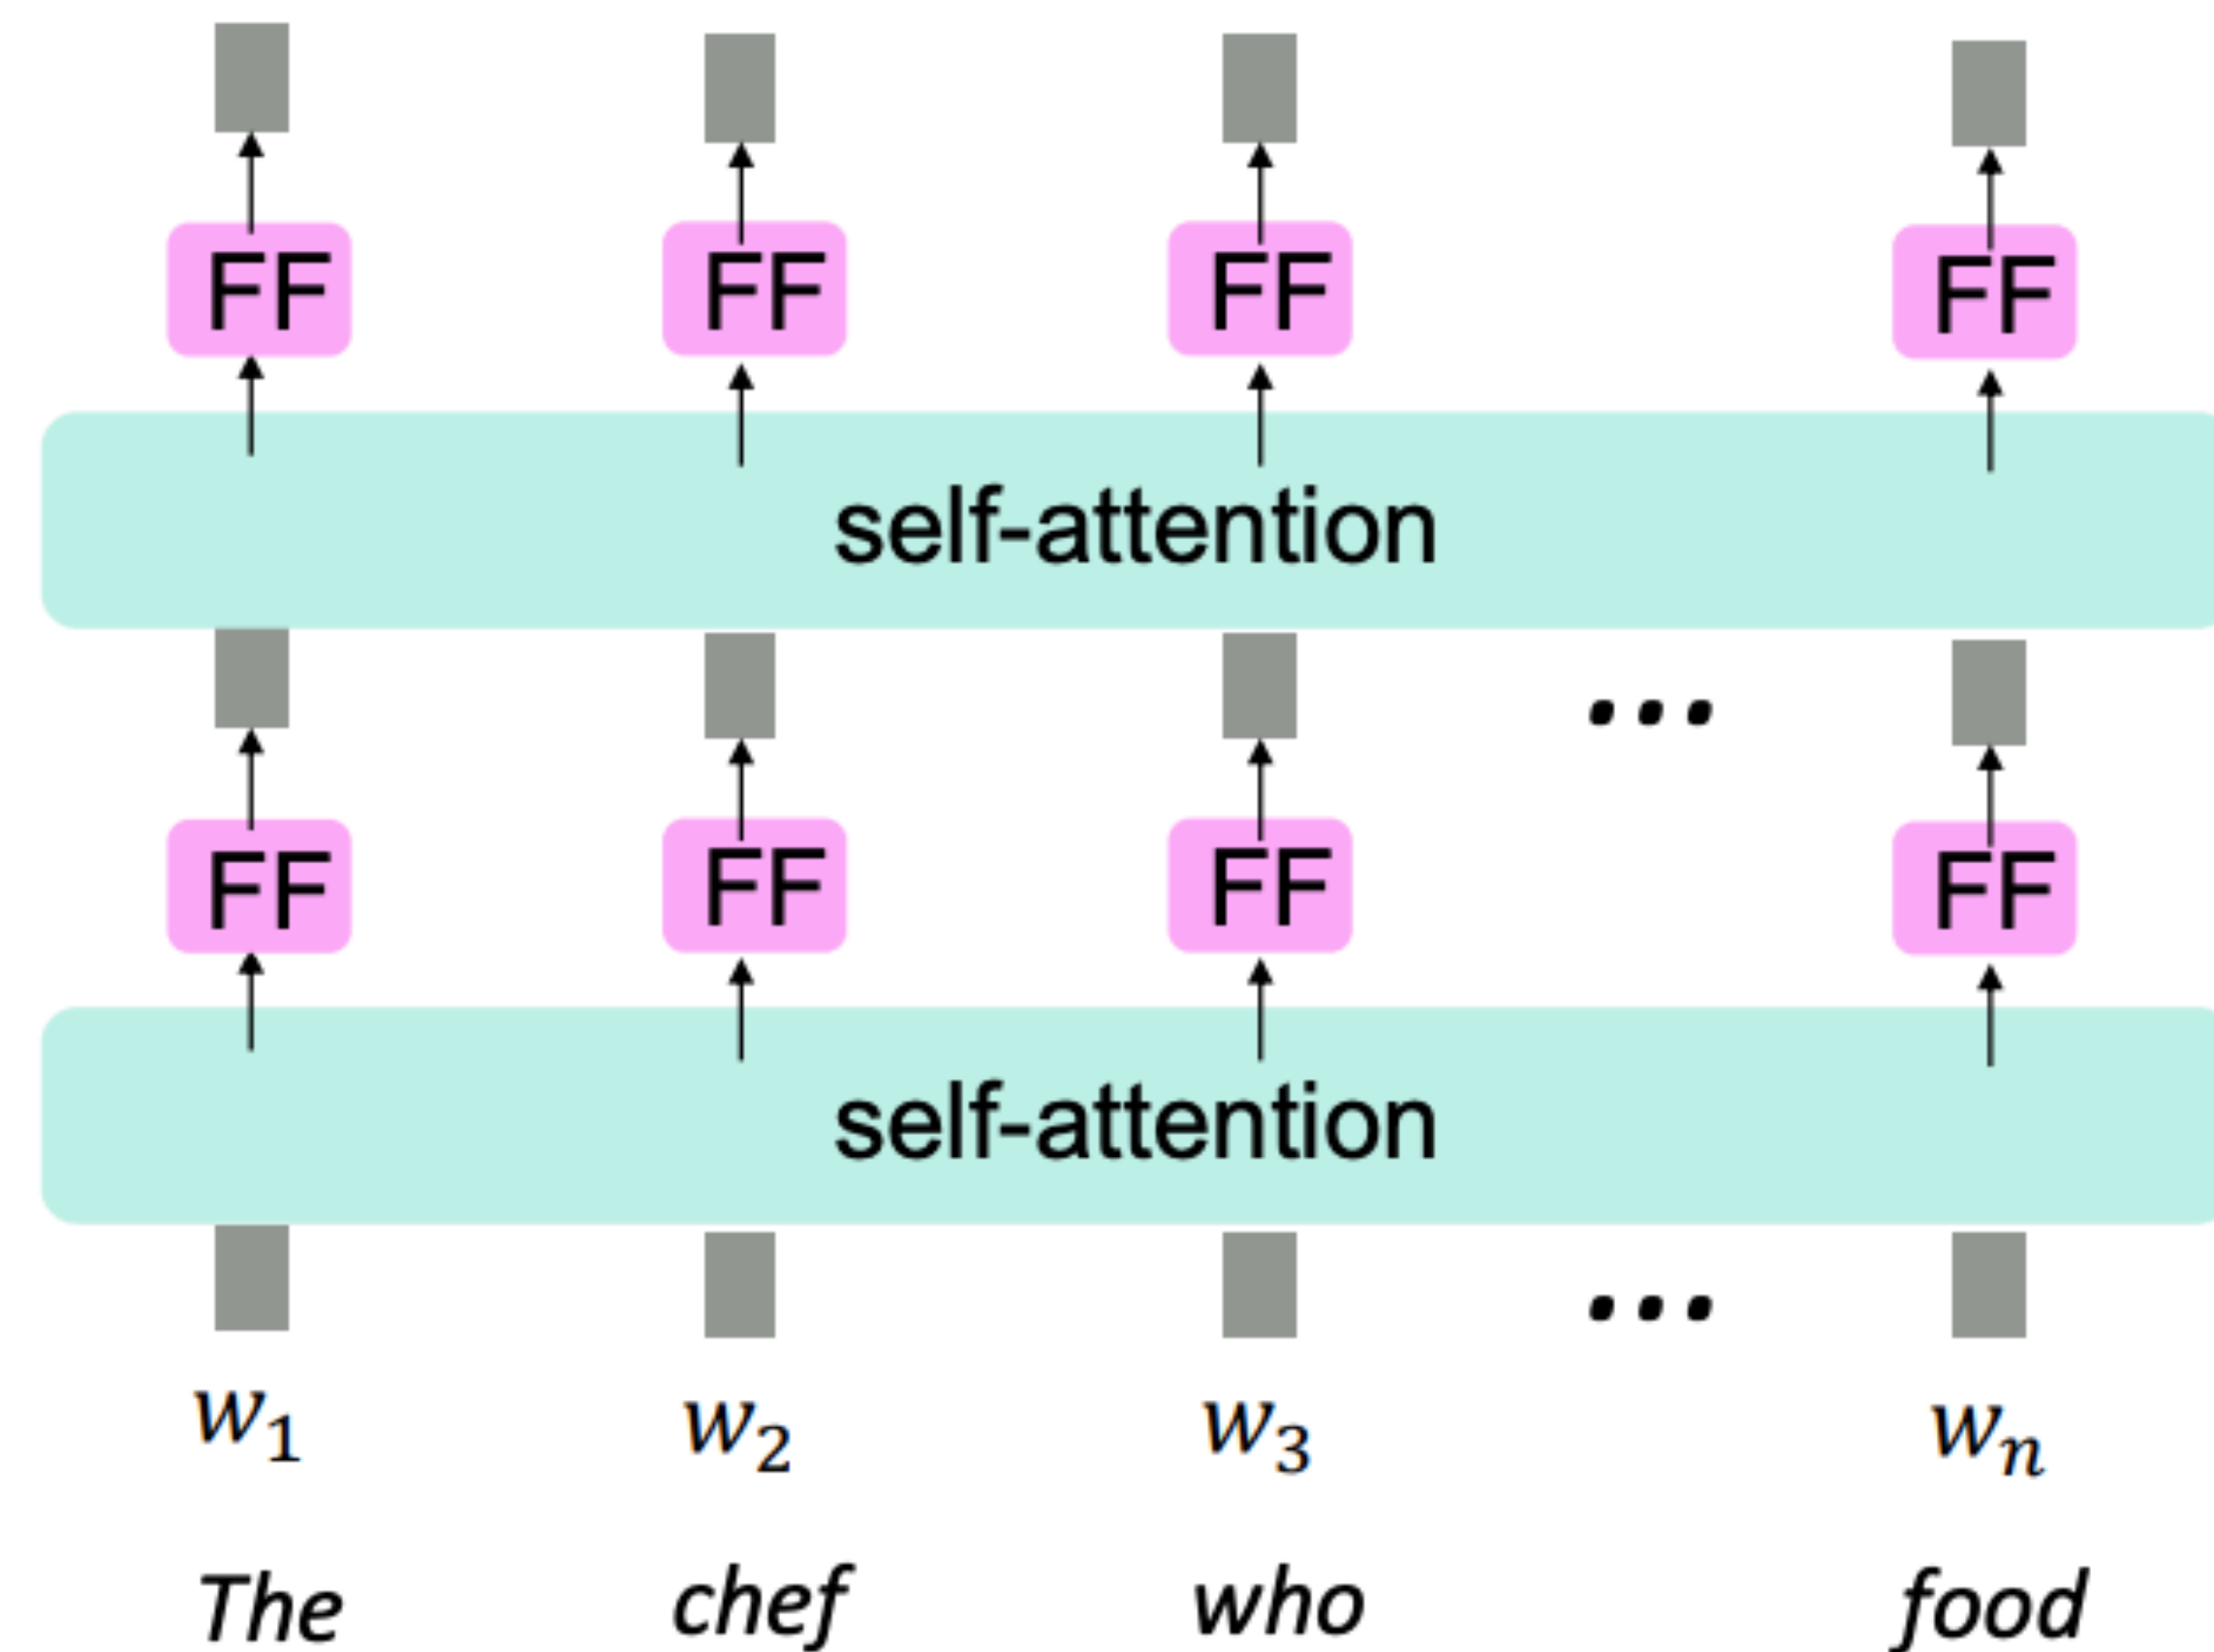 FF FF FF FF
self-attention
...
FF FF FF FF
self-attention
...
w₁ w₂ w₃ wₙ
The chef who food